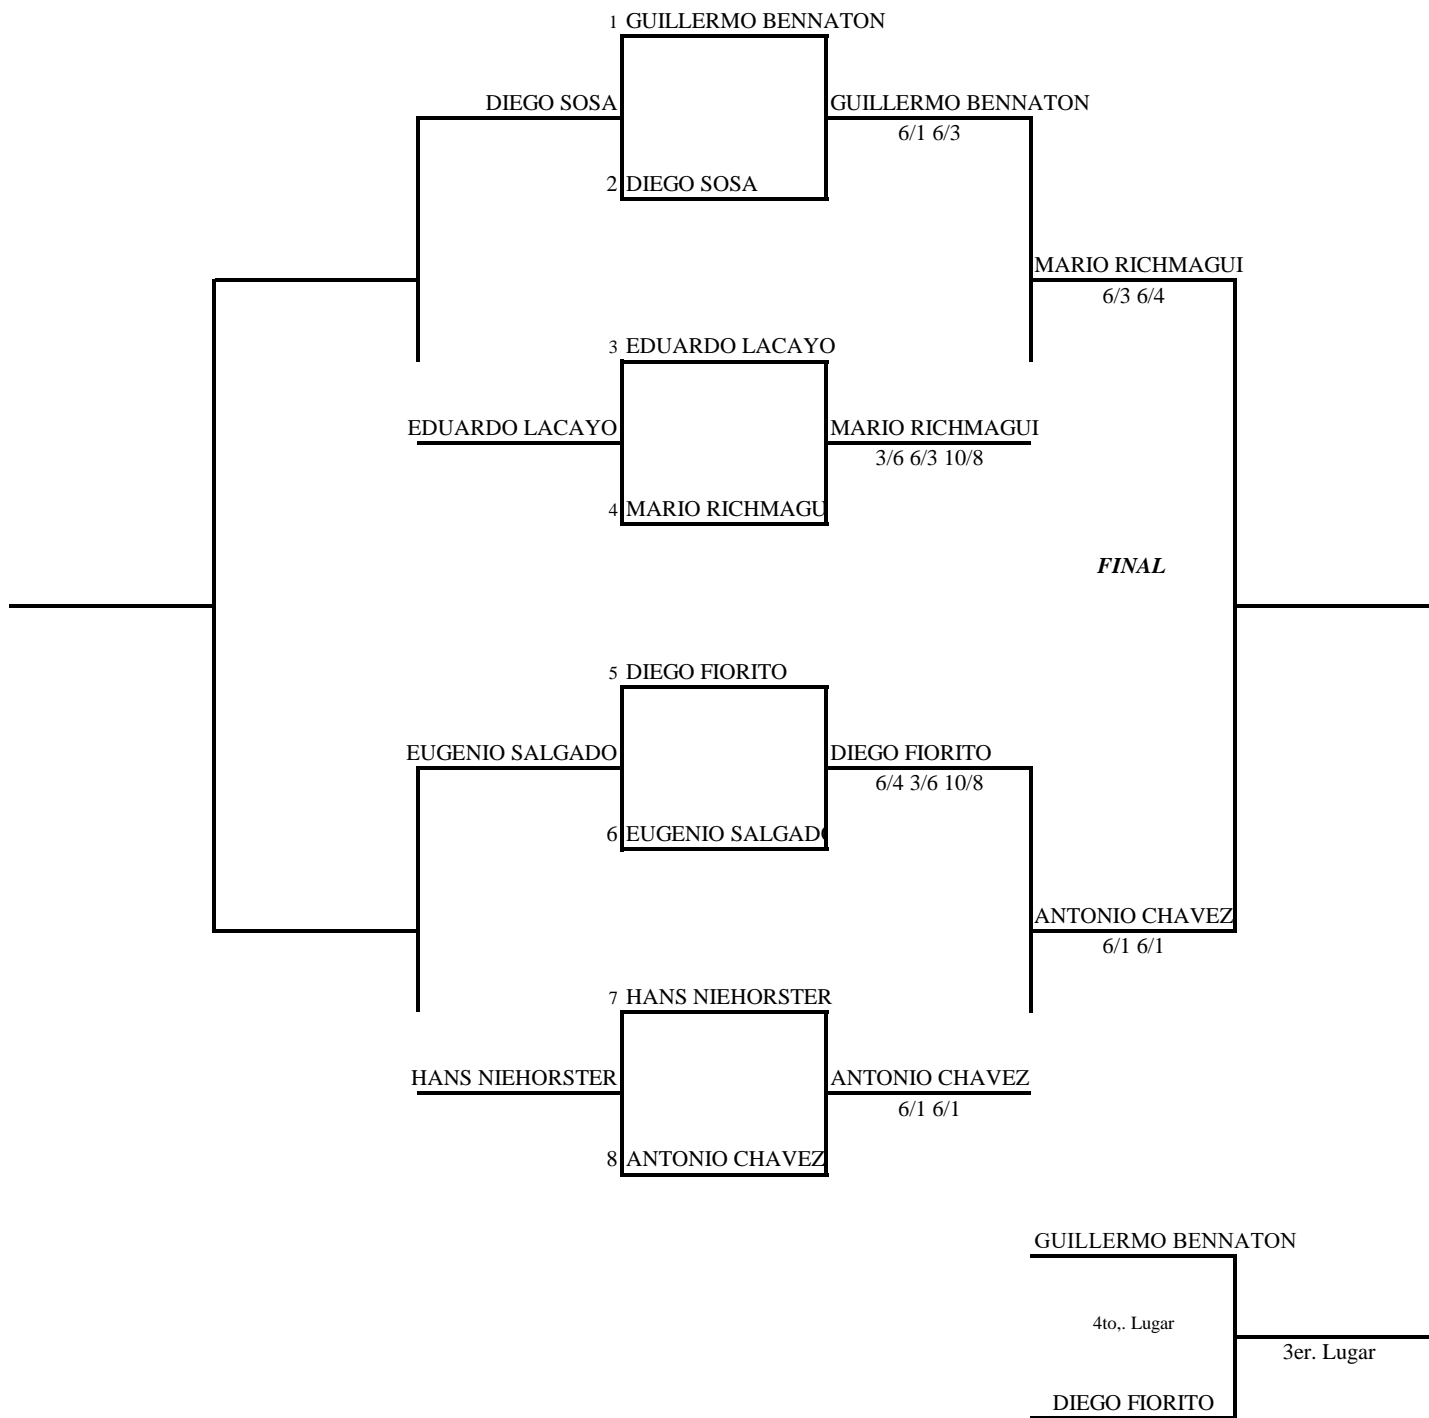 1 GUILLERMO BENNATON
DIEGO SOSA GUILLERMO BENNATON
6/1 6/3
2 DIEGO SOSA
MARIO RICHMAGUI
6/3 6/4
3 EDUARDO LACAYO
EDUARDO LACAYO MARIO RICHMAGUI
3/6 6/3 10/8
4 MARIO RICHMAGU
FINAL
5 DIEGO FIORITO
EUGENIO SALGADO DIEGO FIORITO
6/4 3/6 10/8
6 EUGENIO SALGADO
ANTONIO CHAVEZ
6/1 6/1
7 HANS NIEHORSTER
HANS NIEHORSTER ANTONIO CHAVEZ
6/1 6/1
8 ANTONIO CHAVEZ
GUILLERMO BENNATON
4to,. Lugar
3er. Lugar
DIEGO FIORITO